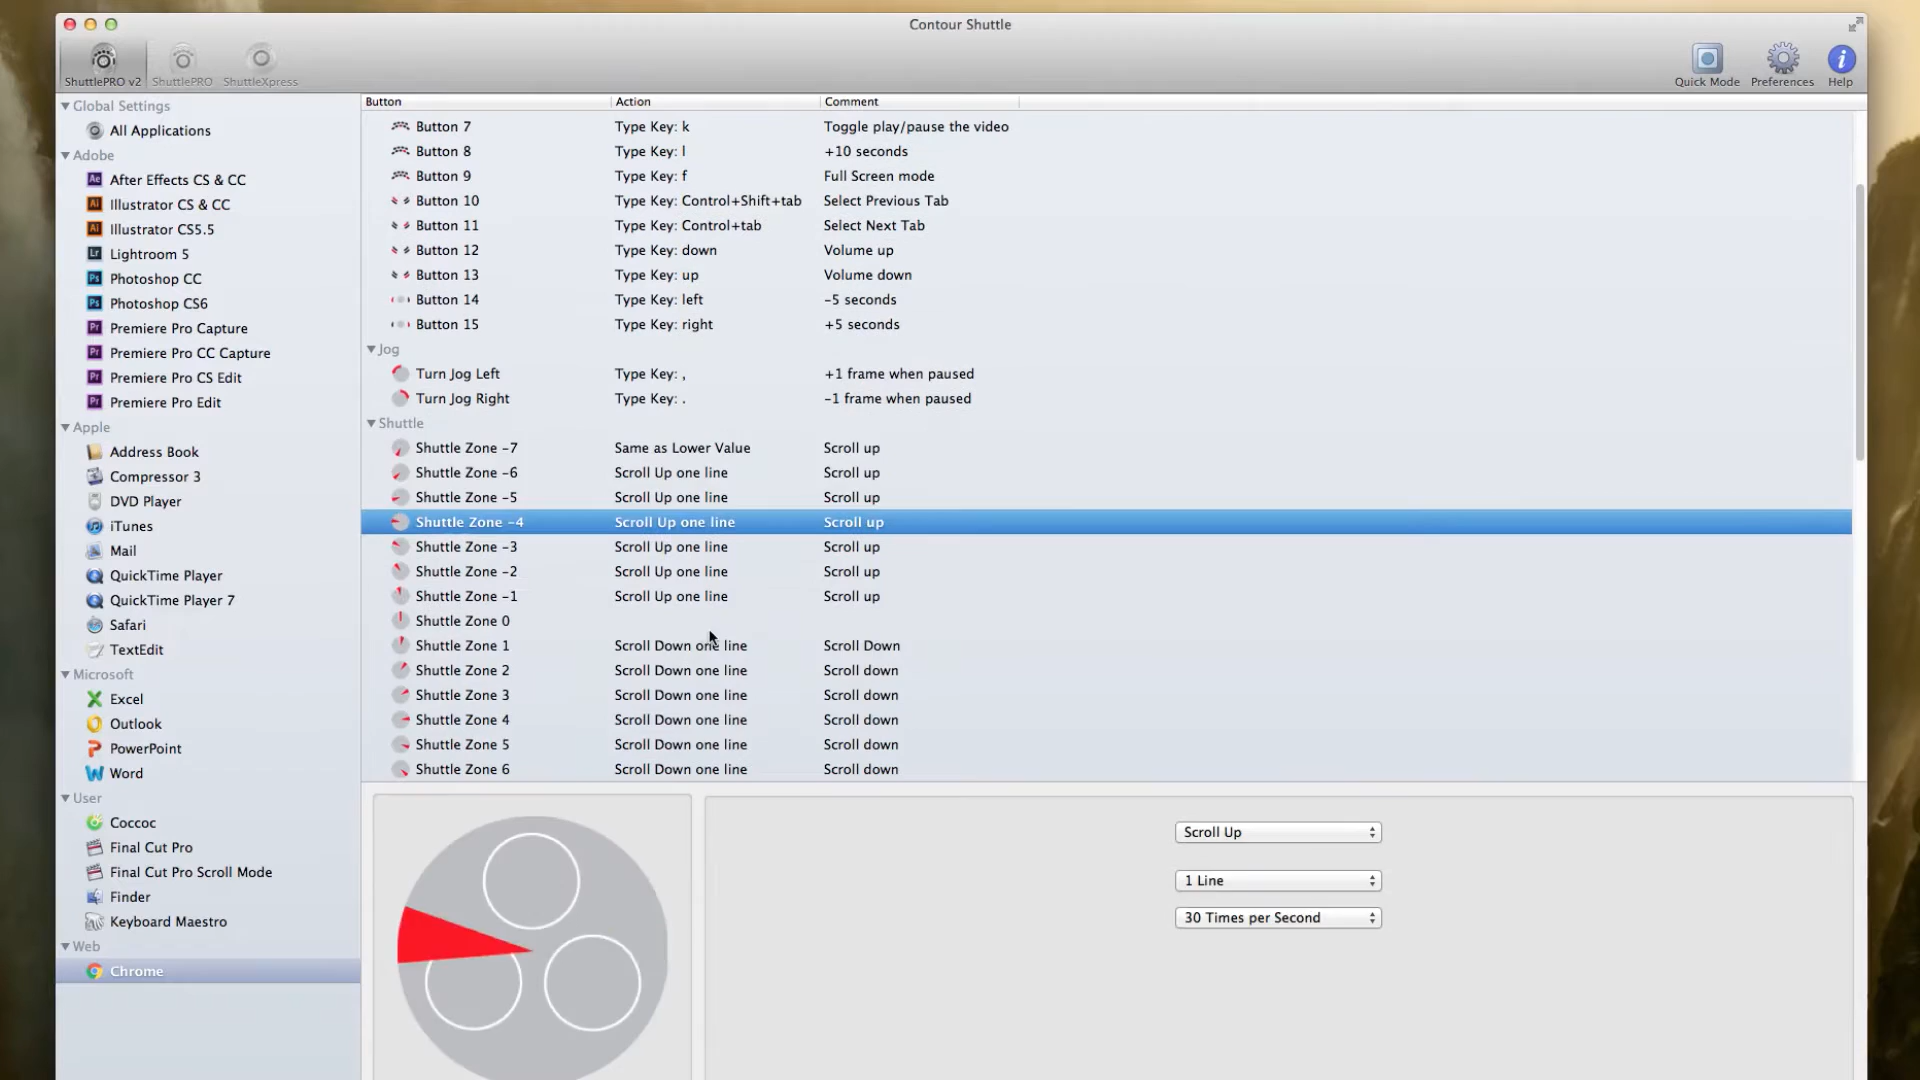 Contour Shuttle
ShuttlePRO v2 ShuttlePRO ShuttleXpress
Quick Mode Preferences Help
Global Settings
All Applications
Adobe
After Effects CS & CC
Illustrator CS & CC
Illustrator CS5.5
Lightroom 5
Photoshop CC
Photoshop CS6
Premiere Pro Capture
Premiere Pro CC Capture
Premiere Pro CS Edit
Premiere Pro Edit
Apple
Address Book
Compressor 3
DVD Player
iTunes
Mail
QuickTime Player
QuickTime Player 7
Safari
TextEdit
Microsoft
Excel
Outlook
PowerPoint
Word
User
Coccoc
Final Cut Pro
Final Cut Pro Scroll Mode
Finder
Keyboard Maestro
Web
Chrome
Button Action Comment
Button 7 Type Key: k Toggle play/pause the video
Button 8 Type Key: l +10 seconds
Button 9 Type Key: f Full Screen mode
Button 10 Type Key: Control+Shift+tab Select Previous Tab
Button 11 Type Key: Control+tab Select Next Tab
Button 12 Type Key: down Volume up
Button 13 Type Key: up Volume down
Button 14 Type Key: left -5 seconds
Button 15 Type Key: right +5 seconds
Jog
Turn Jog Left Type Key: , +1 frame when paused
Turn Jog Right Type Key: . -1 frame when paused
Shuttle
Shuttle Zone -7 Same as Lower Value Scroll up
Shuttle Zone -6 Scroll Up one line Scroll up
Shuttle Zone -5 Scroll Up one line Scroll up
Shuttle Zone -4 Scroll Up one line Scroll up
Shuttle Zone -3 Scroll Up one line Scroll up
Shuttle Zone -2 Scroll Up one line Scroll up
Shuttle Zone -1 Scroll Up one line Scroll up
Shuttle Zone 0
Shuttle Zone 1 Scroll Down one line Scroll Down
Shuttle Zone 2 Scroll Down one line Scroll down
Shuttle Zone 3 Scroll Down one line Scroll down
Shuttle Zone 4 Scroll Down one line Scroll down
Shuttle Zone 5 Scroll Down one line Scroll down
Shuttle Zone 6 Scroll Down one line Scroll down
Scroll Up
1 Line
30 Times per Second